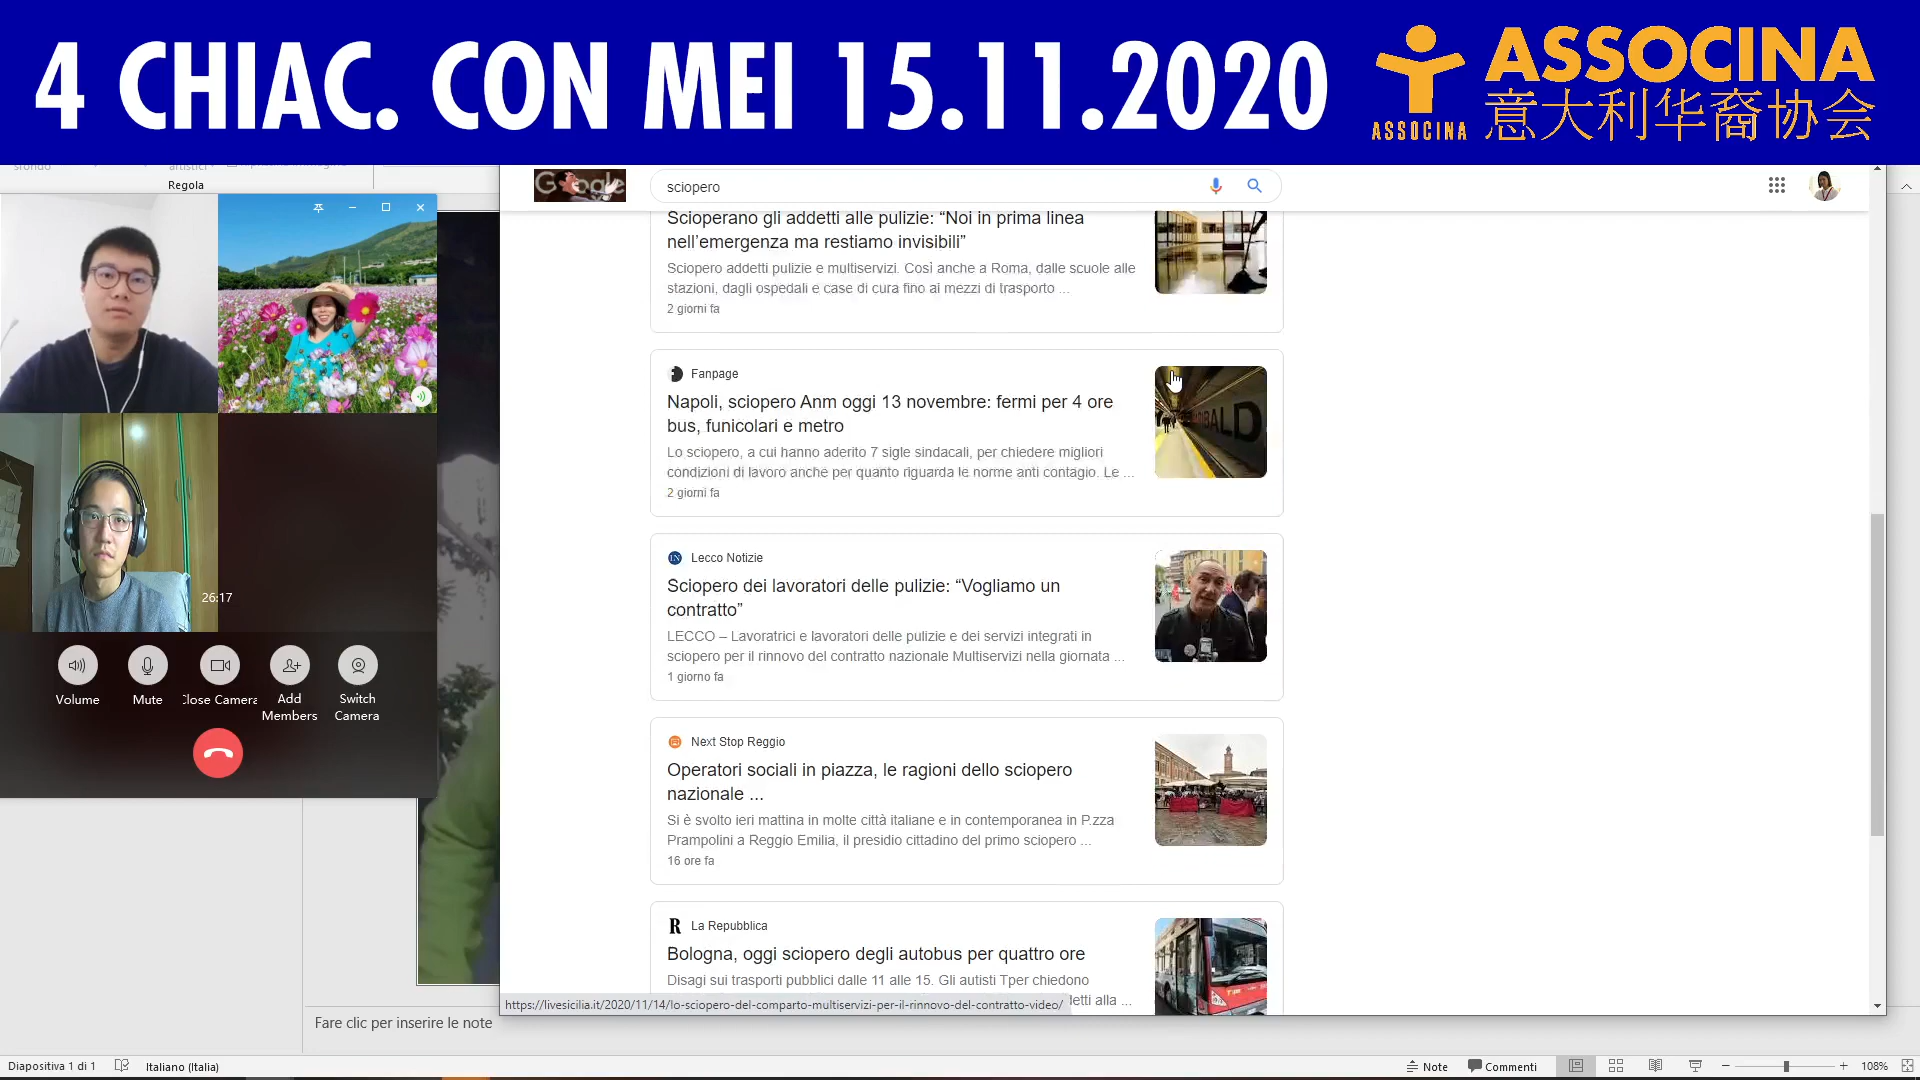 4 CHIAC. CON MEI 15.11.2020
ASSOCINA
ASSOCINA
意大利华裔协会
Regola
Google
sciopero
Scioperano gli addetti alle pulizie: “Noi in prima linea
nell’emergenza ma restiamo invisibili”
Sciopero addetti pulizie e multiservizi. Così anche a Roma, dalle scuole alle
stazioni, dagli ospedali e case di cura fino ai mezzi di trasporto ...
2 giorni fa
Fanpage
Napoli, sciopero Anm oggi 13 novembre: fermi per 4 ore
bus, funicolari e metro
Lo sciopero, a cui hanno aderito 7 sigle sindacali, per chiedere migliori
condizioni di lavoro anche per quanto riguarda le norme anti contagio. Le ...
2 giorni fa
Lecco Notizie
Sciopero dei lavoratori delle pulizie: “Vogliamo un
contratto”
LECCO – Lavoratrici e lavoratori delle pulizie e dei servizi integrati in
sciopero per il rinnovo del contratto nazionale Multiservizi nella giornata ...
1 giorno fa
Next Stop Reggio
Operatori sociali in piazza, le ragioni dello sciopero
nazionale ...
Si è svolto ieri mattina in molte città italiane e in contemporanea in P.zza
Prampolini a Reggio Emilia, il presidio cittadino del primo sciopero ...
16 ore fa
R La Repubblica
Bologna, oggi sciopero degli autobus per quattro ore
Disagi sui trasporti pubblici dalle 11 alle 15. Gli autisti Tper chiedono
alla ...
https://livesicilia.it/2020/11/14/lo-sciopero-del-comparto-multiservizi-per-il-rinnovo-del-contratto-video/
26:17
Volume
Mute
Close Camera
Add
Members
Switch
Camera
Fare clic per inserire le note
Diapositiva 1 di 1
Italiano (Italia)
Note
Commenti
108%